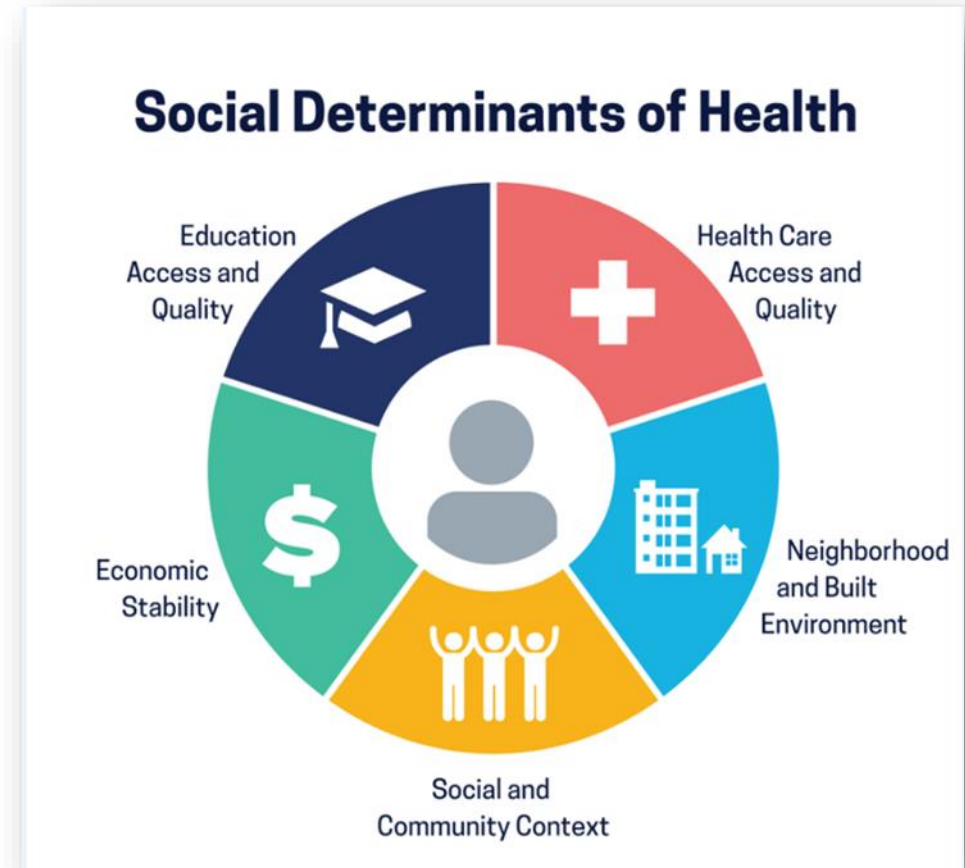 Social Determinants of Health
Education
Access and
Quality
Health Care
Access and
Quality
Economic
Stability
Neighborhood
and Built
Environment
Social and
Community Context